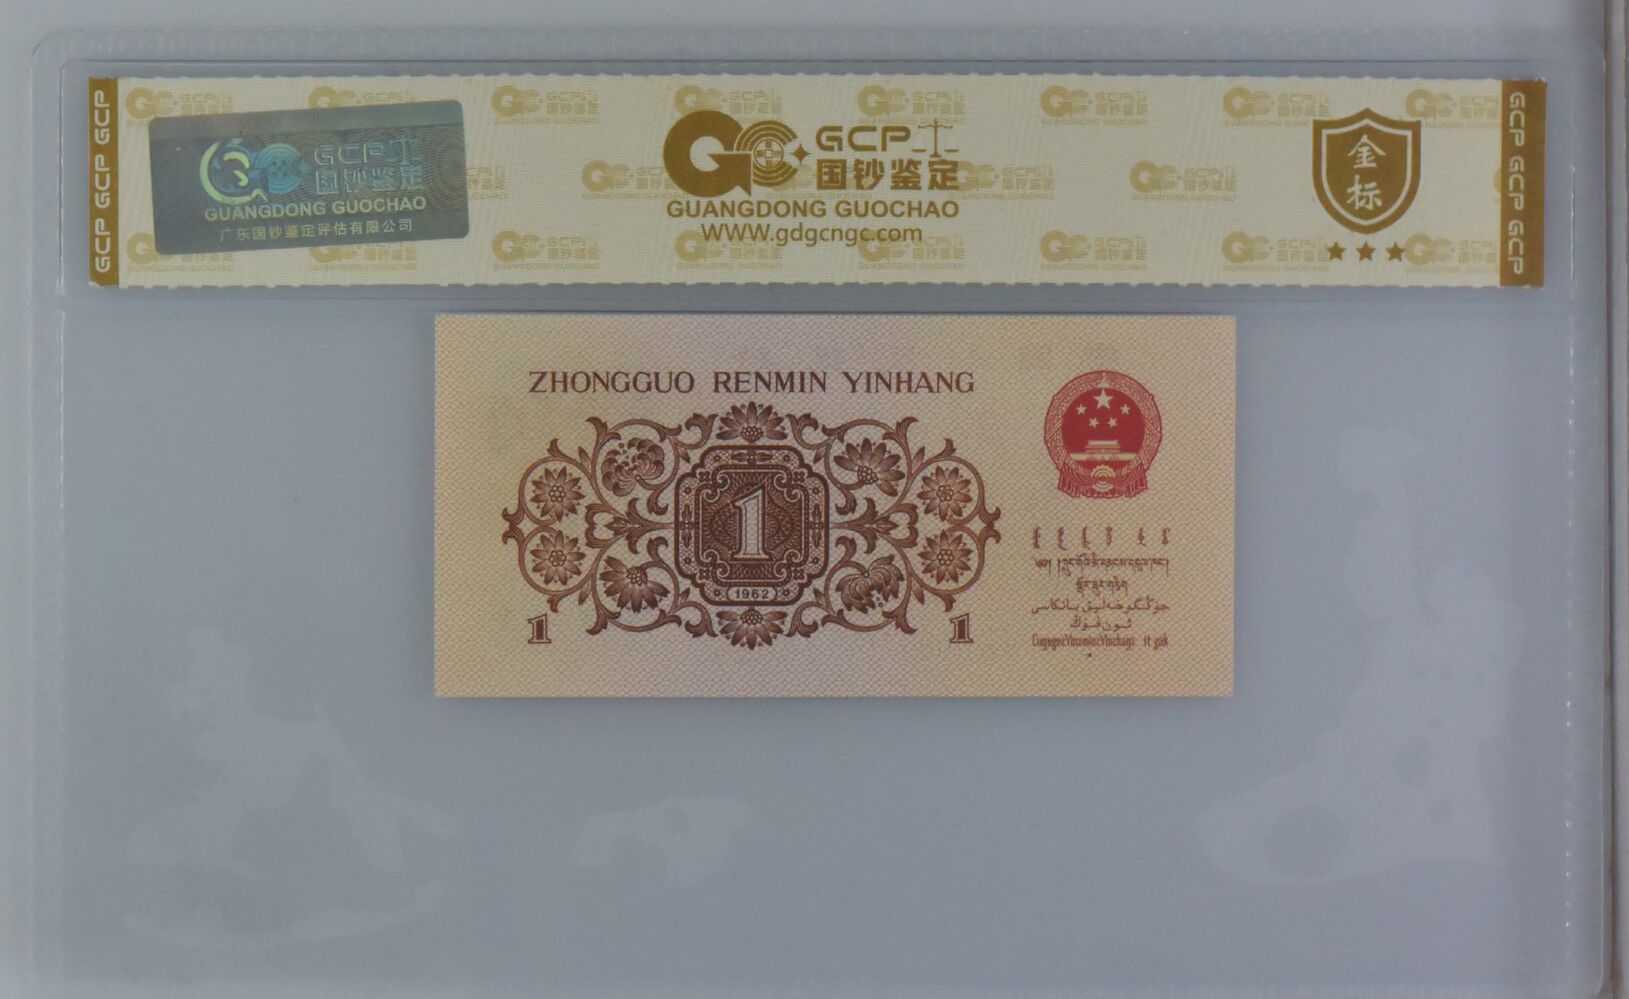 GCP GCP GCP
GCP
国钞鉴定
GUANGDONG GUOCHAO
广东国钞鉴定评估有限公司
GCP
国钞鉴定
GUANGDONG GUOCHAO
WWW.gdgcngc.com
金标
GCP GCP GCP
ZHONGGUO RENMIN YINHANG
1
1962
1
1
جۇڭگوخەلىق بانكاسى